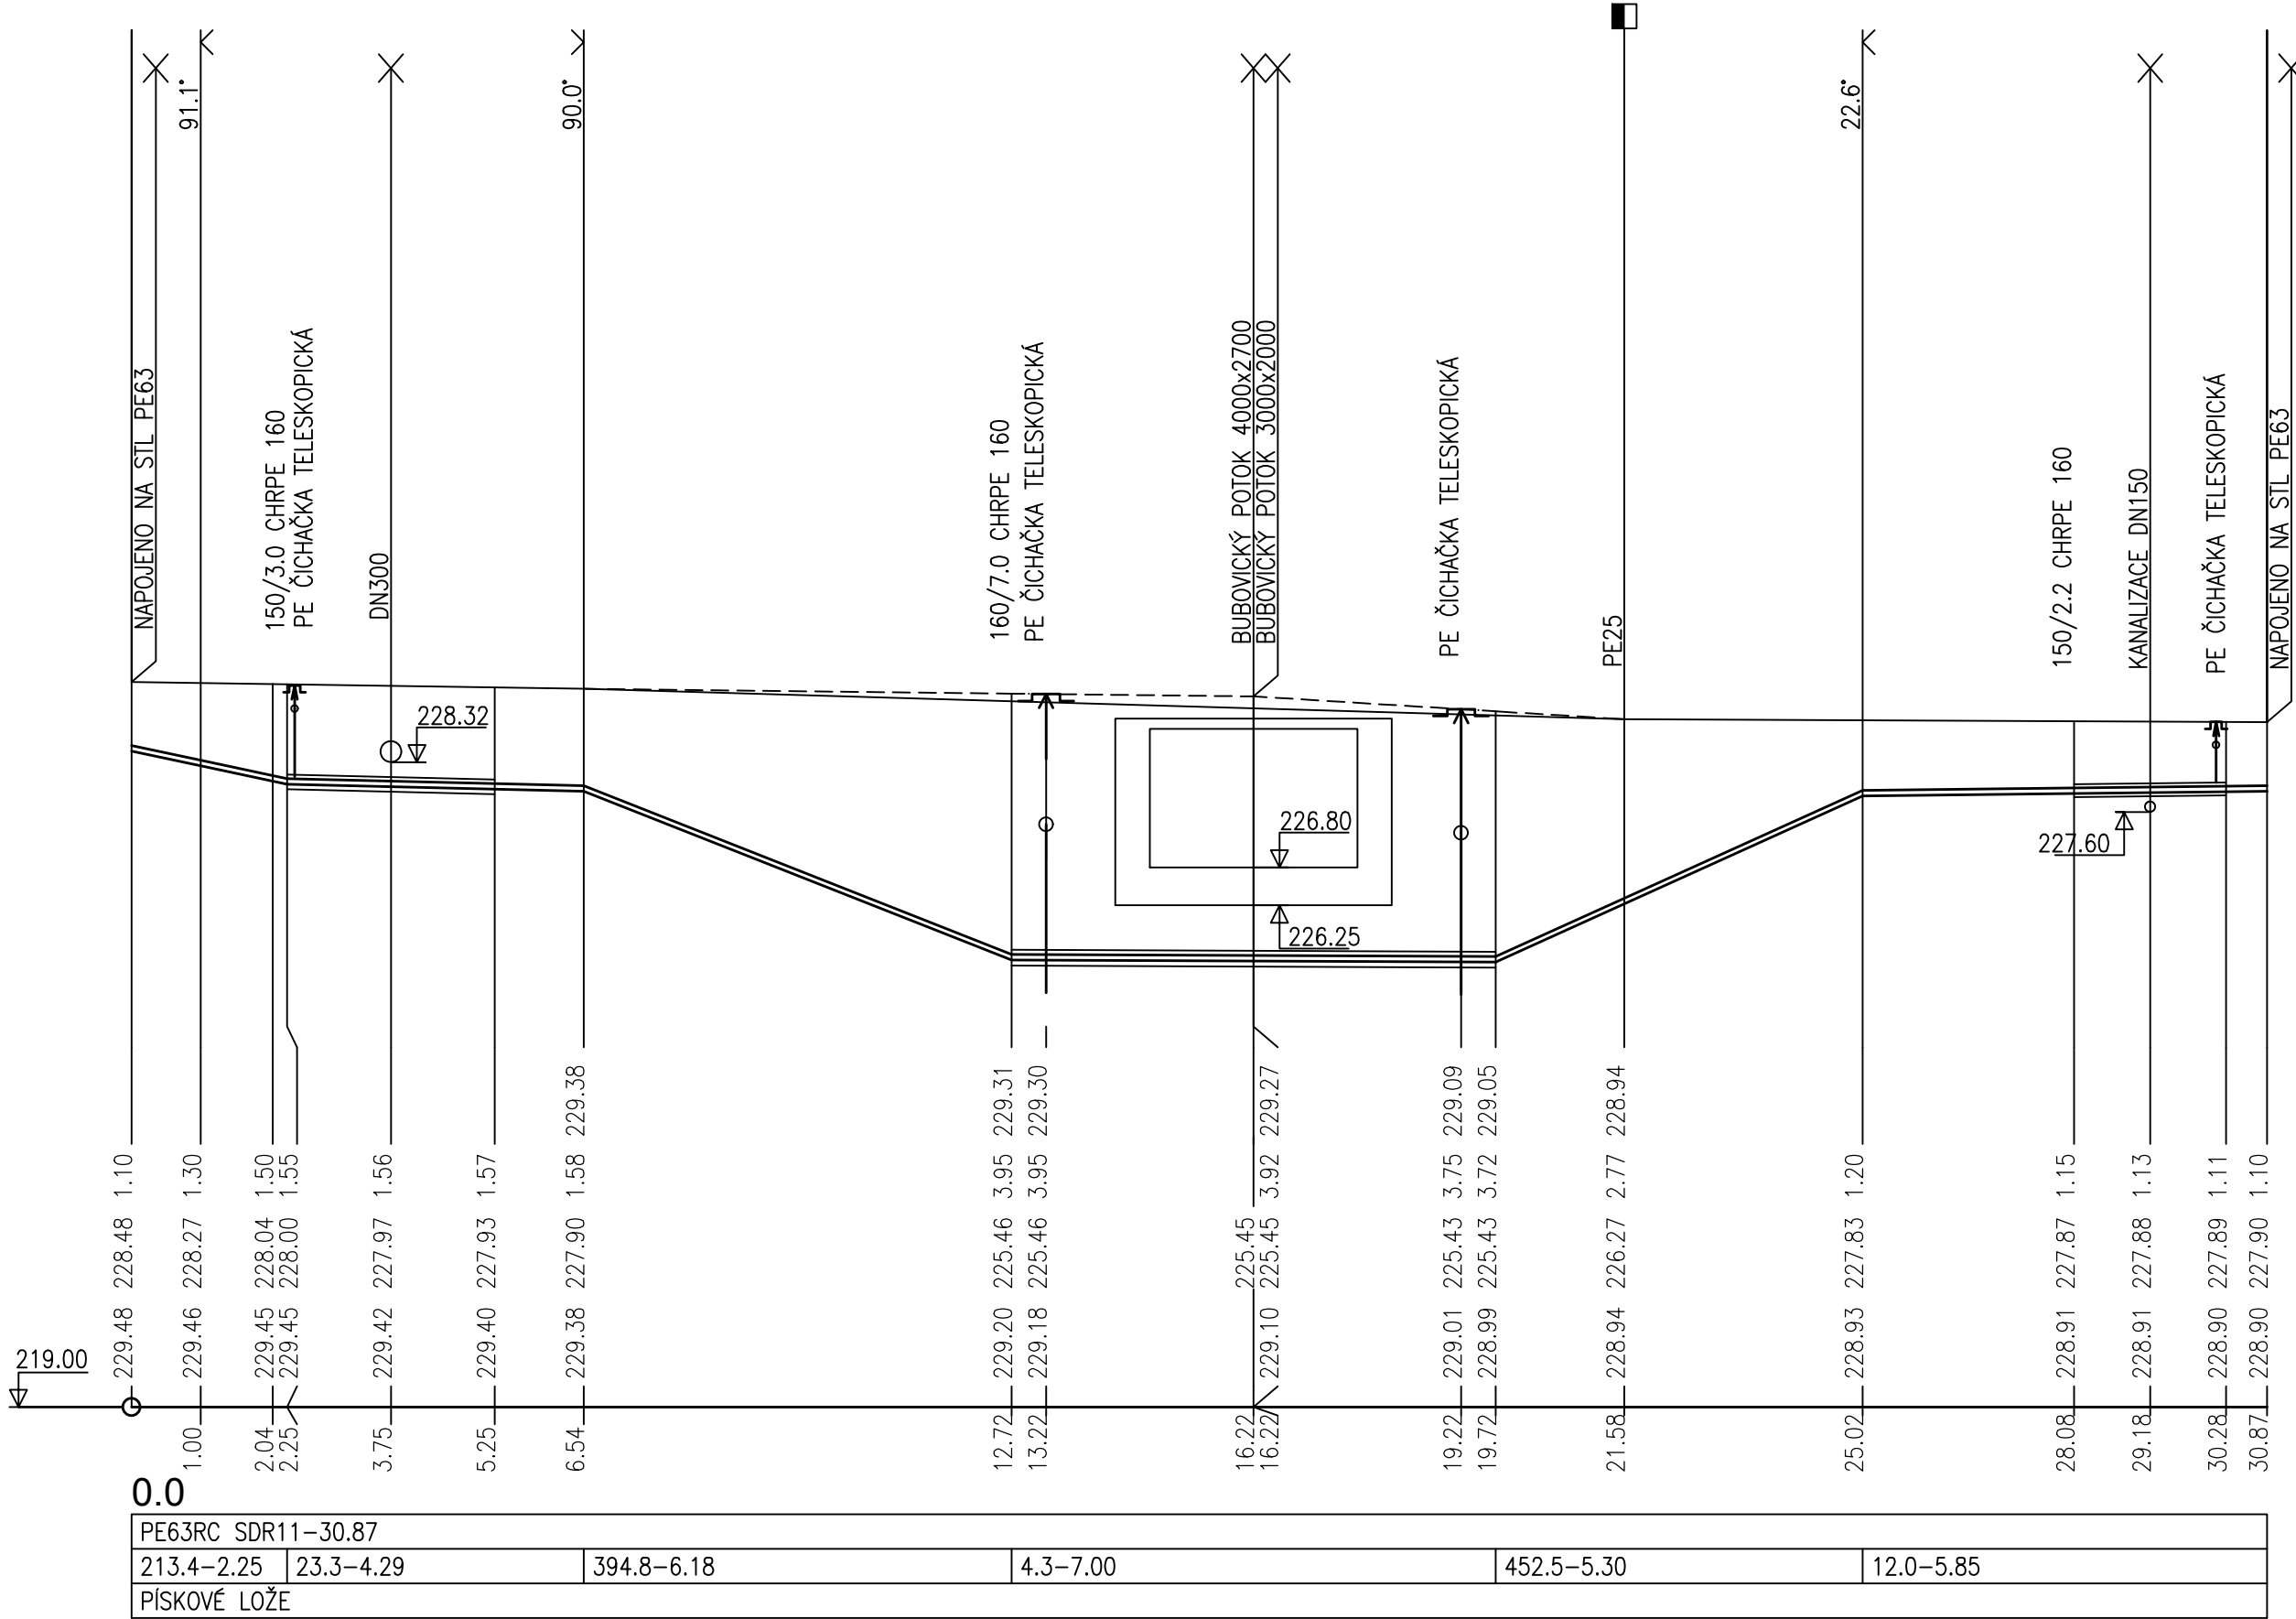 91.1°
90.0°
22.6°
NAPOJENO NA STL PE63
150/3.0 CHRPE 160
PE ČICHAČKA TELESKOPICKÁ
DN300
160/7.0 CHRPE 160
PE ČICHAČKA TELESKOPICKÁ
BUBOVICKÝ POTOK 4000x2700
BUBOVICKÝ POTOK 3000x2000
PE ČICHAČKA TELESKOPICKÁ
PE25
150/2.2 CHRPE 160
KANALIZACE DN150
PE ČICHAČKA TELESKOPICKÁ
NAPOJENO NA STL PE63
228.32
226.80
226.25
227.60
229.48 228.48 1.10
229.46 228.27 1.30
229.45 228.04 1.50
229.45 228.00 1.55
229.42 227.97 1.56
229.40 227.93 1.57
229.38 227.90 1.58 229.38
229.20 225.46 3.95 229.31
229.18 225.46 3.95 229.30
225.45
229.10 225.45 3.92 229.27
229.01 225.43 3.75 229.09
228.99 225.43 3.72 229.05
228.94 226.27 2.77 228.94
228.93 227.83 1.20
228.91 227.87 1.15
228.91 227.88 1.13
228.90 227.89 1.11
228.90 227.90 1.10
219.00
1.00
2.04
2.25
3.75
5.25
6.54
12.72
13.22
16.22
16.22
19.22
19.72
21.58
25.02
28.08
29.18
30.28
30.87
0.0
PE63RC SDR11-30.87
213.4-2.25 23.3-4.29 394.8-6.18 4.3-7.00 452.5-5.30 12.0-5.85
PÍSKOVÉ LOŽE